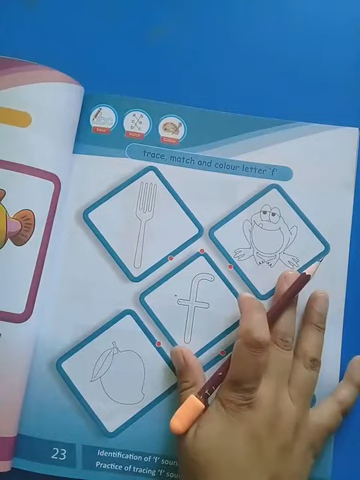 trace, match and colour letter 'f'
f
23
Identification of 'f' soun
Practice of tracing 'f' sou